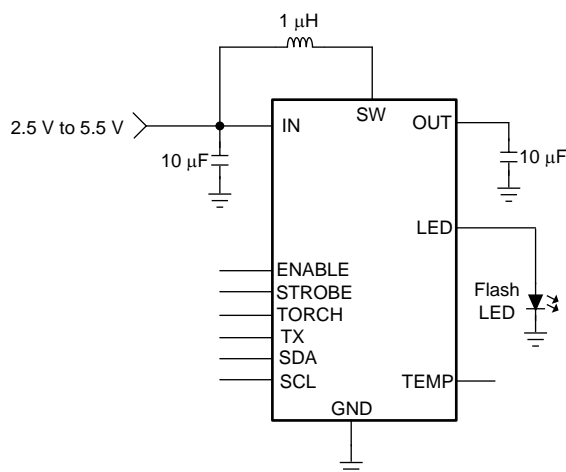 1 μH
2.5 V to 5.5 V
IN
SW
OUT
10 μF
10 μF
LED
ENABLE
STROBE
TORCH
TX
SDA
SCL
Flash
LED
TEMP
GND